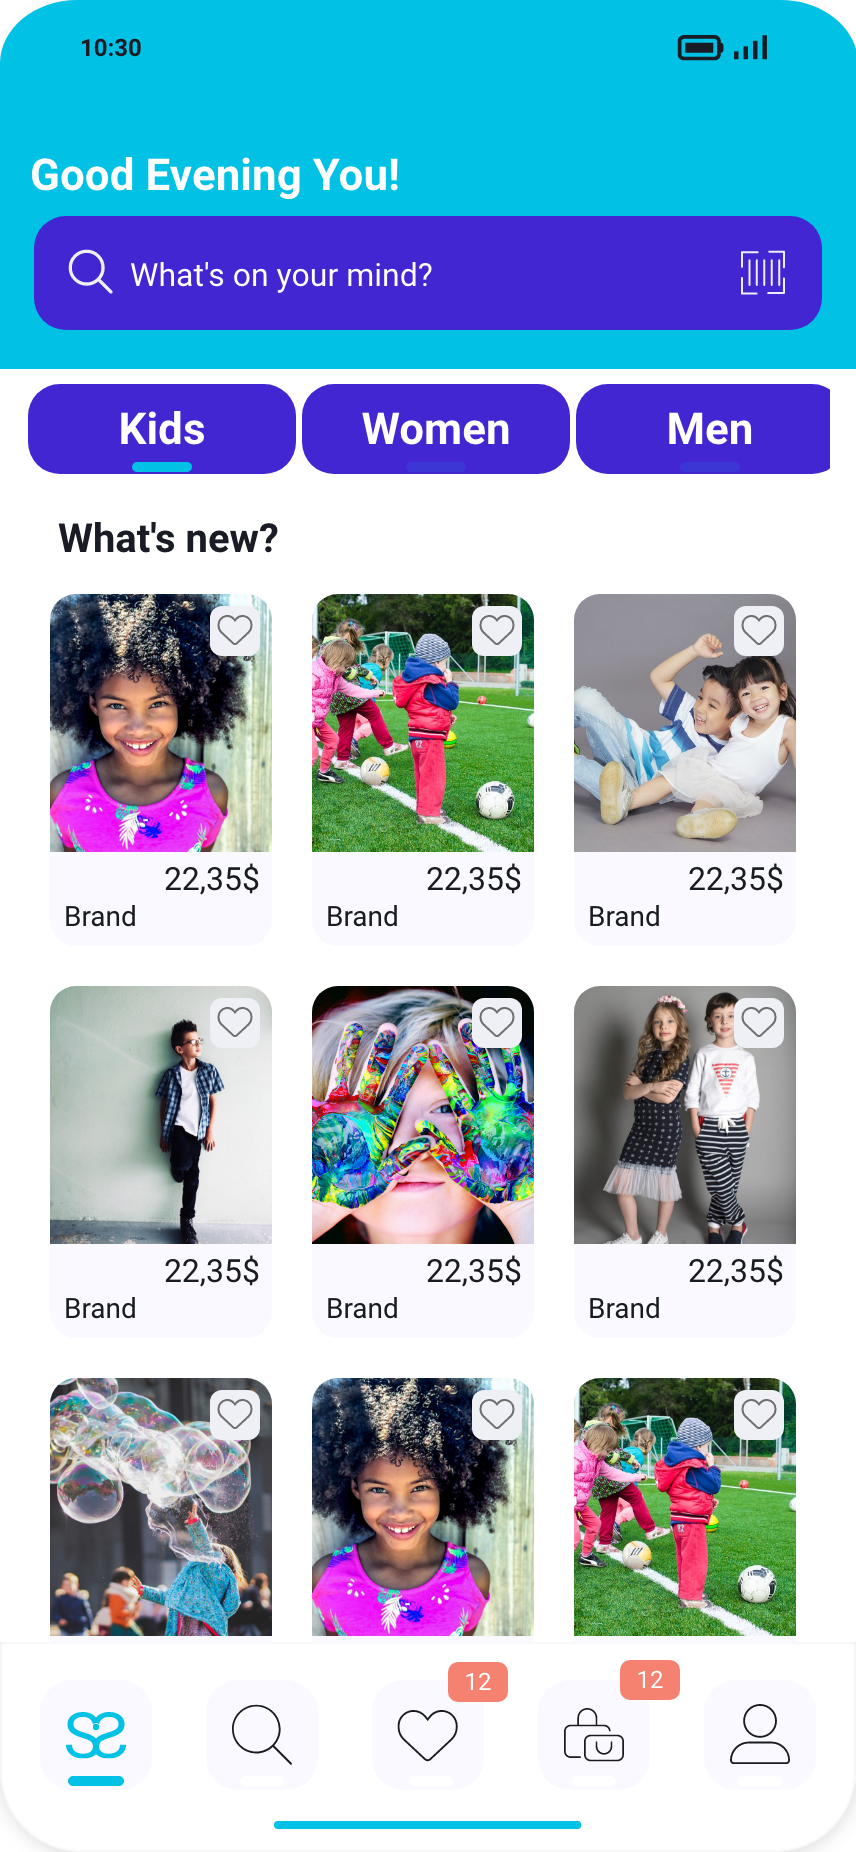 10:30
Good Evening You!
What's on your mind?
Kids Women Men
What's new?
22,35$ 22,35$ 22,35$
Brand Brand Brand
22,35$ 22,35$ 22,35$
Brand Brand Brand
12 12